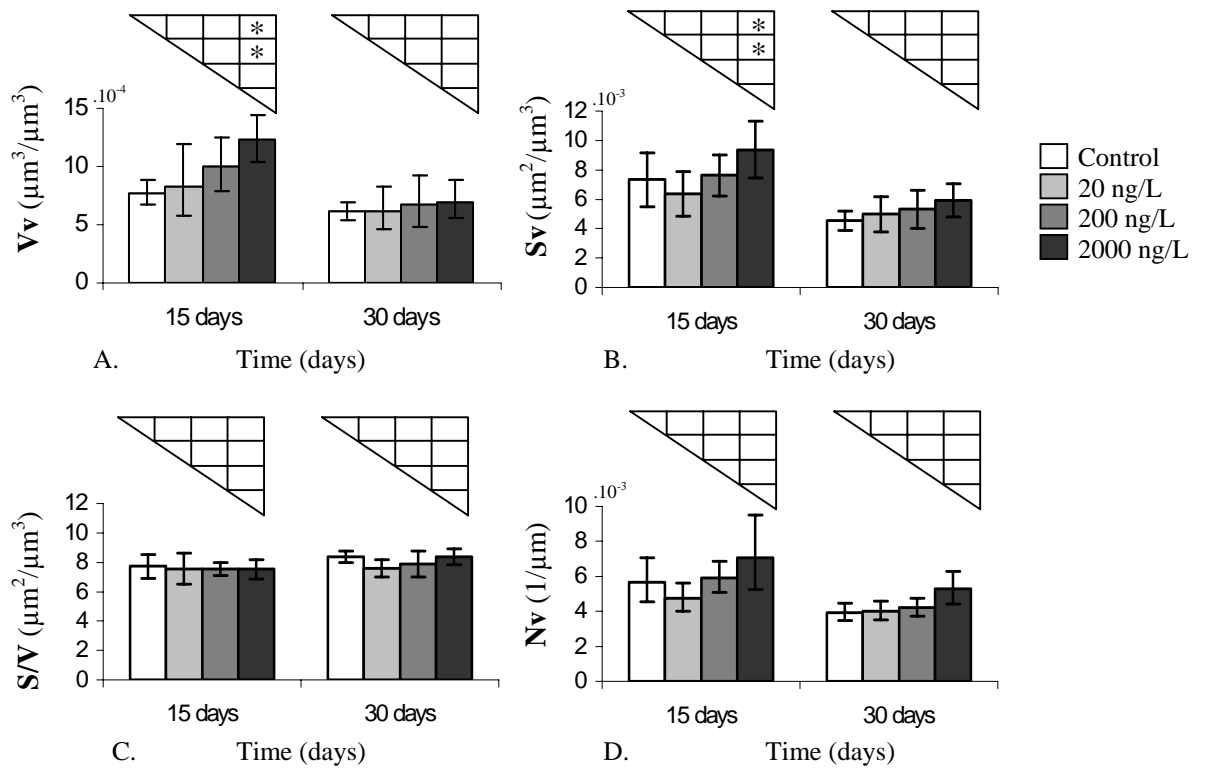 *
*
Vv (µm³/µm³)
.10⁻⁴
15
10
5
0
15 days
30 days
A.
Time (days)
*
*
Sv (µm²/µm³)
.10⁻³
12
10
8
6
4
2
0
15 days
30 days
B.
Time (days)
Control
20 ng/L
200 ng/L
2000 ng/L
S/V (µm²/µm³)
12
10
8
6
4
2
0
15 days
30 days
C.
Time (days)
Nv (1/µm)
.10⁻³
10
8
6
4
2
0
15 days
30 days
D.
Time (days)